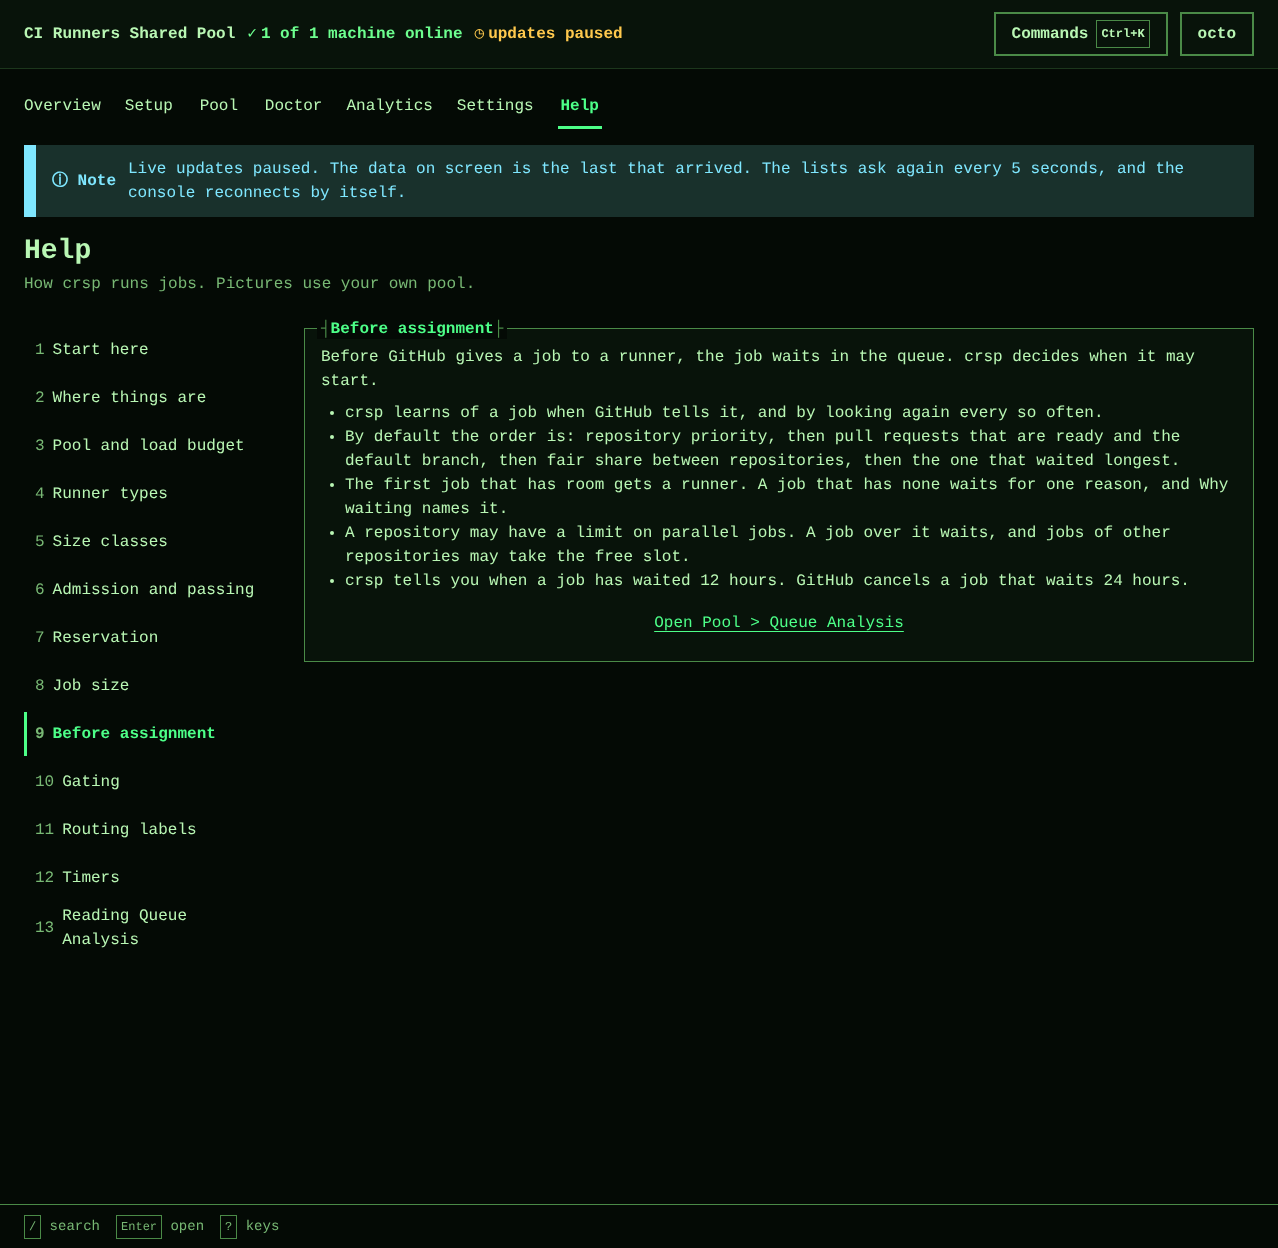 CI Runners Shared Pool ✓ 1 of 1 machine online ◷ updates paused Commands Ctrl+K octo
Overview Setup Pool Doctor Analytics Settings Help
ⓘ Note Live updates paused. The data on screen is the last that arrived. The lists ask again every 5 seconds, and the
console reconnects by itself.
Help
How crsp runs jobs. Pictures use your own pool.
1 Start here
2 Where things are
3 Pool and load budget
4 Runner types
5 Size classes
6 Admission and passing
7 Reservation
8 Job size
9 Before assignment
10 Gating
11 Routing labels
12 Timers
13 Reading Queue
Analysis
Before assignment
Before GitHub gives a job to a runner, the job waits in the queue. crsp decides when it may
start.
• crsp learns of a job when GitHub tells it, and by looking again every so often.
• By default the order is: repository priority, then pull requests that are ready and the
default branch, then fair share between repositories, then the one that waited longest.
• The first job that has room gets a runner. A job that has none waits for one reason, and Why
waiting names it.
• A repository may have a limit on parallel jobs. A job over it waits, and jobs of other
repositories may take the free slot.
• crsp tells you when a job has waited 12 hours. GitHub cancels a job that waits 24 hours.
Open Pool > Queue Analysis
/ search Enter open ? keys